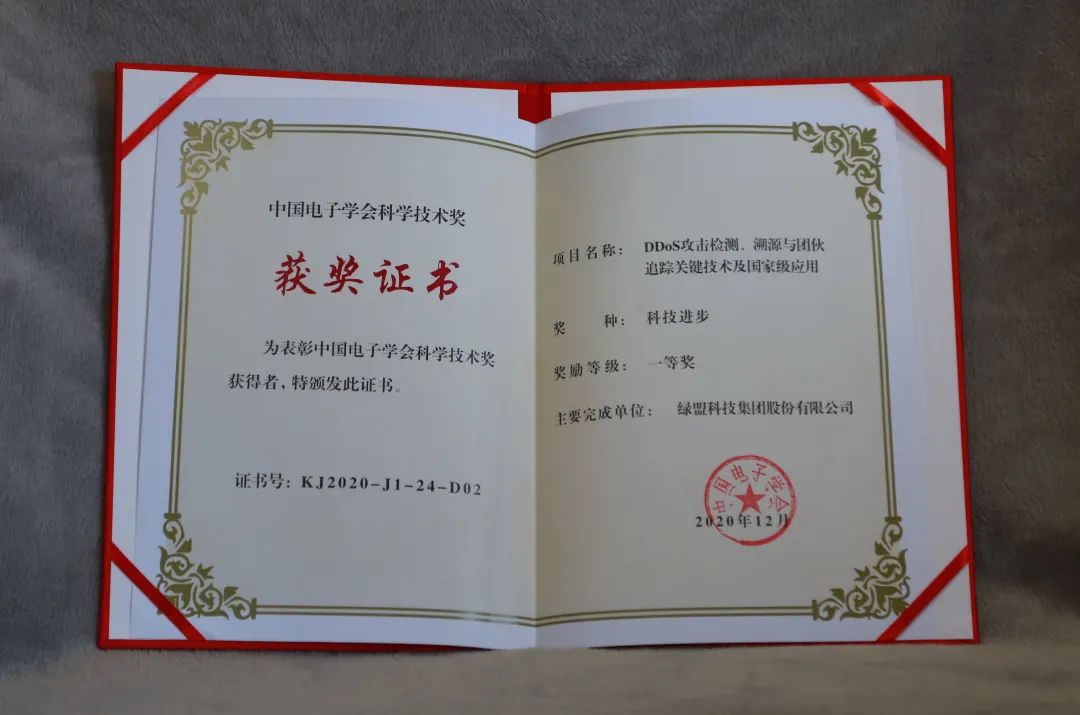 中国电子学会科学技术奖
获奖证书
为表彰中国电子学会科学技术奖
获得者，特颁发此证书。
证书号：KJ2020-J1-24-D02
项目名称：DDoS攻击检测、溯源与团伙
追踪关键技术及国家级应用
奖种：科技进步
奖励等级：一等奖
主要完成单位：绿盟科技集团股份有限公司
中国电子学会
2020年12月